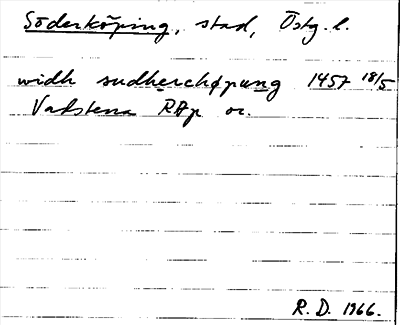 Söderköping, stad, Östg. l.
widh sudherchøpung 1457 18/5
Vadstena RAp or.
R. D. 1966.